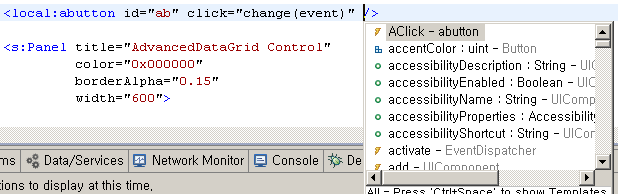 <local:abutton id="ab" click="change(event)" />
<s:Panel title="AdvancedDataGrid Control"
color="0x000000"
borderAlpha="0.15"
width="600">
AClick - abutton
accentColor : uint - Button
accessibilityDescription : String - UIC
accessibilityEnabled : Boolean - UICo
accessibilityName : String - UICompo
accessibilityProperties : Accessibility
accessibilityShortcut : String - UICom
activate - EventDispatcher
add - UIComponent
All - Press 'Ctrl+Space' to show Templates
ms Data/Services Network Monitor Console De
tions to display at this time.